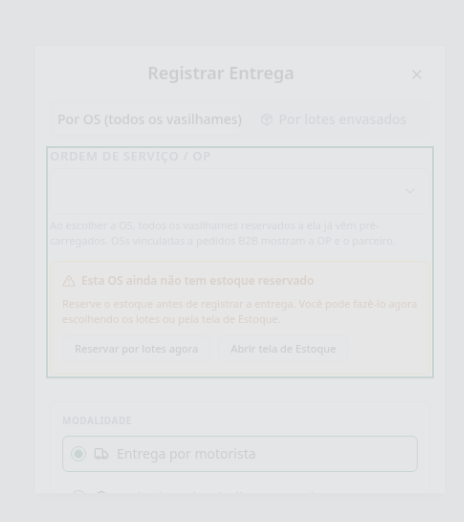 Registrar Entrega
Por OS (todos os vasilhames)
Por lotes envasados
ORDEM DE SERVIÇO / OP
Ao escolher a OS, todos os vasilhames reservados a ela já vêm pré-
carregados. OSs vinculadas a pedidos B2B mostram a OP e o parceiro.
Esta OS ainda não tem estoque reservado
Reserve o estoque antes de registrar a entrega. Você pode fazê-lo agora
escolhendo os lotes ou pela tela de Estoque.
Reservar por lotes agora
Abrir tela de Estoque
MODALIDADE
Entrega por motorista